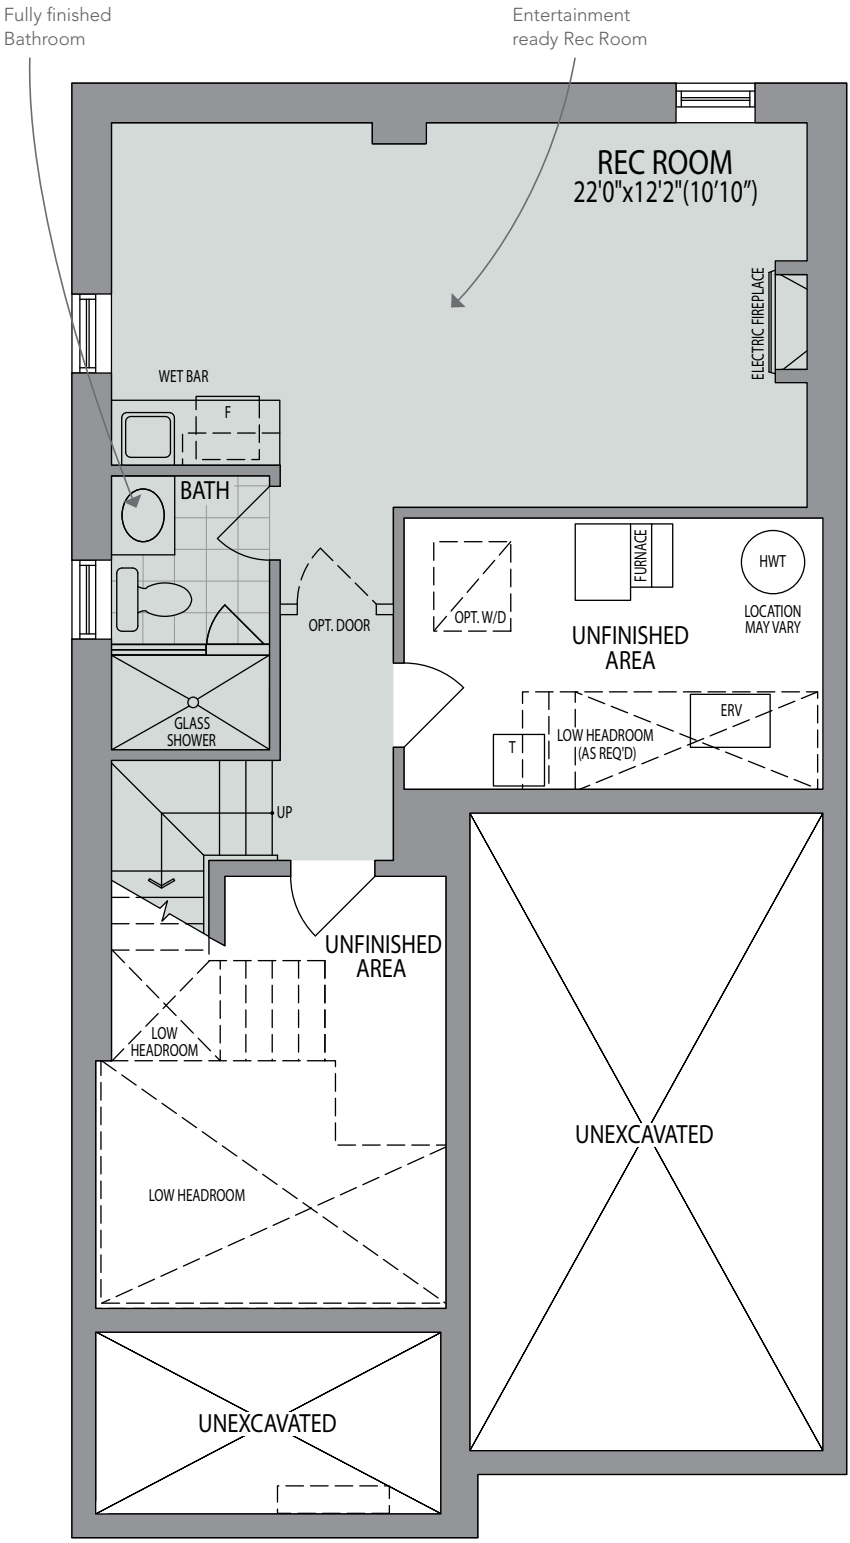 Fully finished
Bathroom
Entertainment
ready Rec Room
REC ROOM
22'0"x12'2"(10'10")
ELECTRIC FIREPLACE
WET BAR
F
BATH
OPT. DOOR
GLASS
SHOWER
OPT. W/D
FURNACE
HWT
LOCATION
MAY VARY
UNFINISHED
AREA
ERV
LOW HEADROOM
(AS REQ'D)
T
UP
UNFINISHED
AREA
LOW
HEADROOM
LOW HEADROOM
UNEXCAVATED
UNEXCAVATED